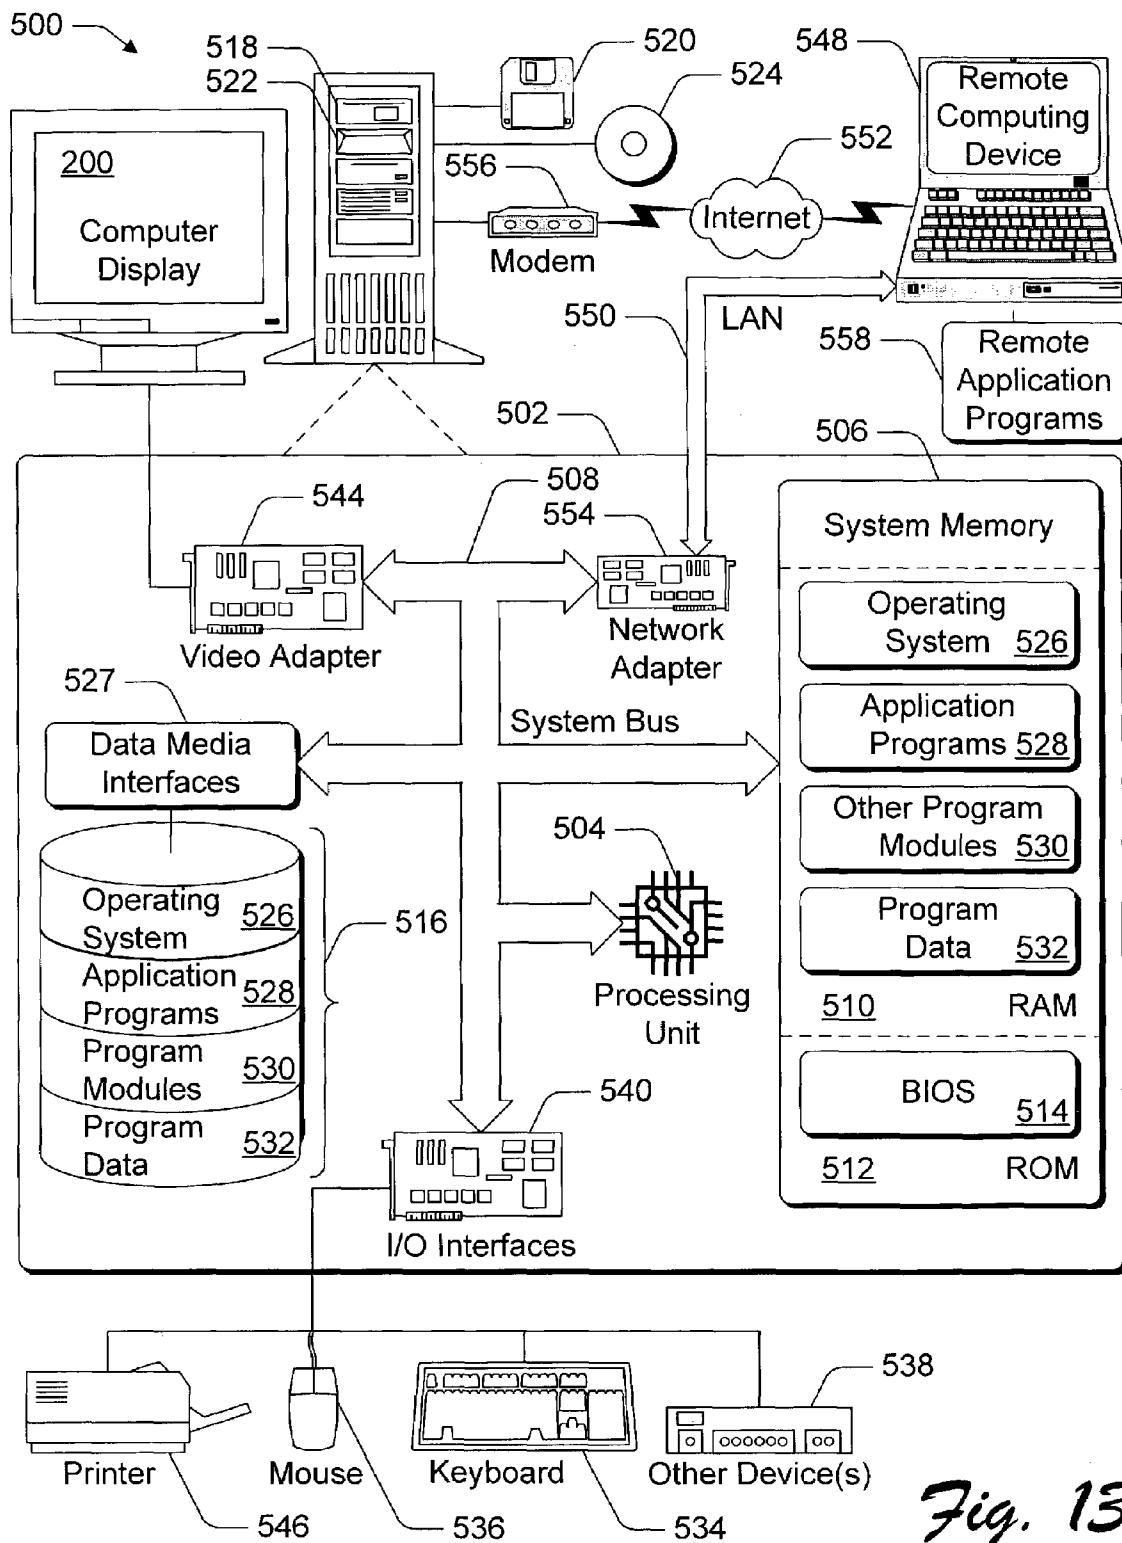 500
518
522
520
524
548
552
556
200
Computer
Display
Modem
Internet
Remote
Computing
Device
550
LAN
558
Remote
Application
Programs
502
506
508
544
554
Video Adapter
Network
Adapter
System Memory
Operating
System 526
Application
Programs 528
Other Program
Modules 530
Program
Data 532
510 RAM
BIOS 514
512 ROM
527
Data Media
Interfaces
System Bus
504
Processing
Unit
516
Operating
System 526
Application
Programs 528
Program
Modules 530
Program
Data 532
540
I/O Interfaces
538
Printer
Mouse
Keyboard
Other Device(s)
546
536
534
Fig. 13